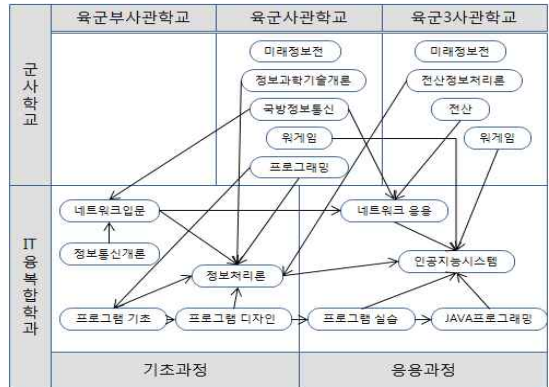 육군부사관학교 육군사관학교 육군3사관학교
군사학교
미래정보전 미래정보전
정보과학기술개론 전산정보처리론
국방정보통신 전산
워게임 워게임
프로그래밍
IT융복합학과
네트워크입문 네트워크 응용
정보통신개론 인공지능시스템
정보처리론
프로그램 기초 프로그램 디자인 프로그램 실습 JAVA프로그래밍
기초과정 응용과정